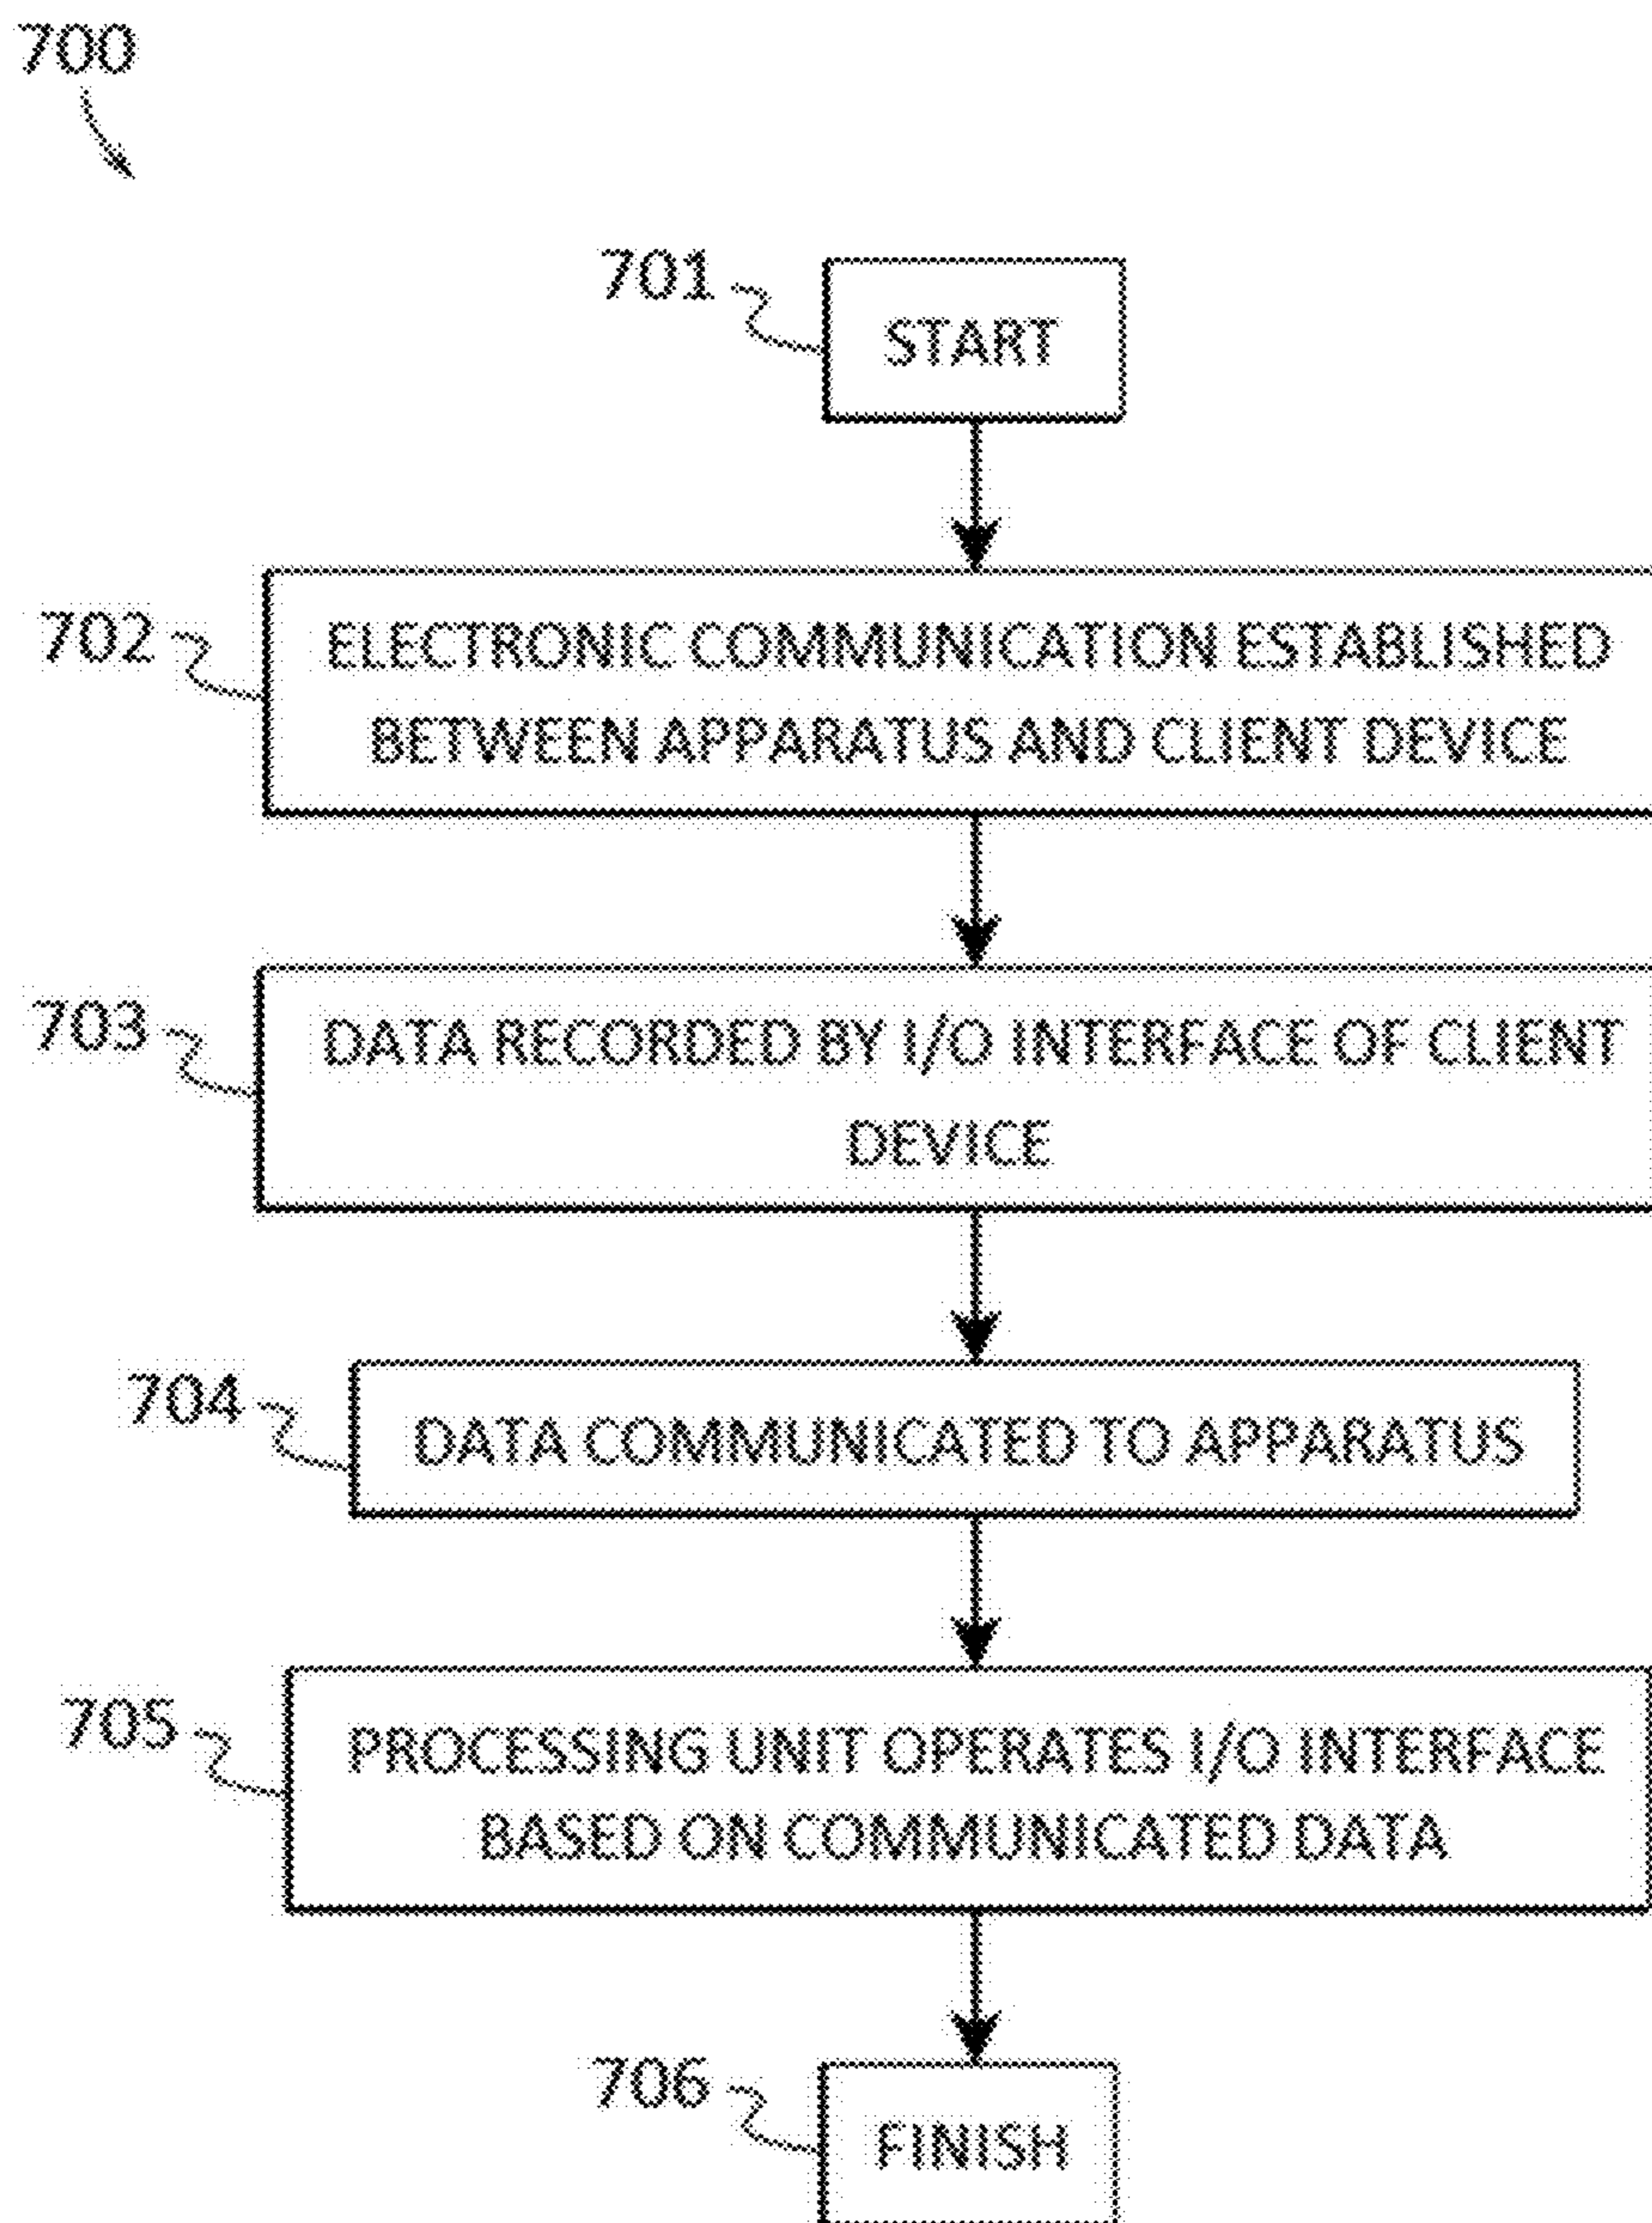 700
701
START
702
ELECTRONIC COMMUNICATION ESTABLISHED
BETWEEN APPARATUS AND CLIENT DEVICE
703
DATA RECORDED BY I/O INTERFACE OF CLIENT
DEVICE
704
DATA COMMUNICATED TO APPARATUS
705
PROCESSING UNIT OPERATES I/O INTERFACE
BASED ON COMMUNICATED DATA
706
FINISH